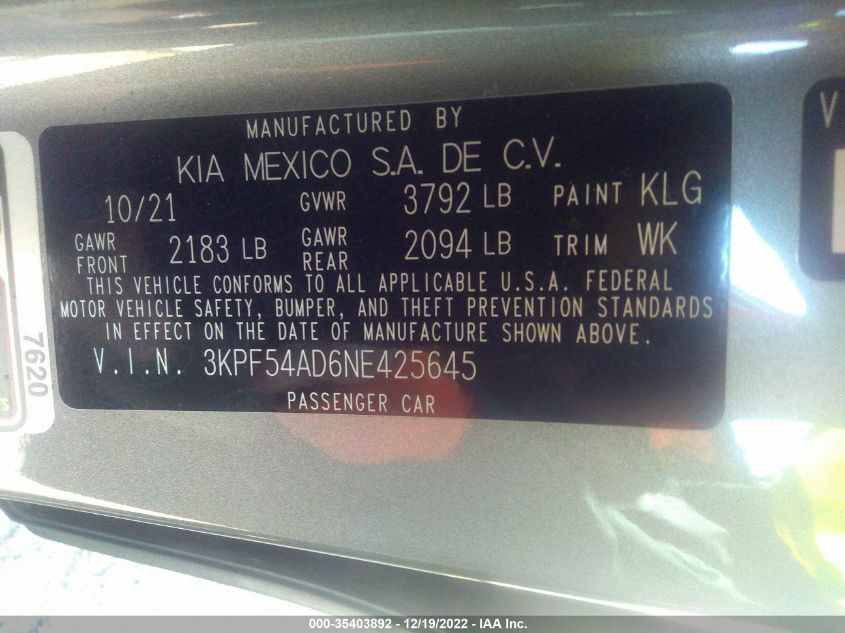 MANUFACTURED BY
KIA MEXICO S.A. DE C.V.
10/21 GVWR 3792 LB PAINT KLG
GAWR FRONT 2183 LB GAWR REAR 2094 LB TRIM WK
THIS VEHICLE CONFORMS TO ALL APPLICABLE U.S.A. FEDERAL
MOTOR VEHICLE SAFETY, BUMPER, AND THEFT PREVENTION STANDARDS
IN EFFECT ON THE DATE OF MANUFACTURE SHOWN ABOVE.
V.I.N. 3KPF54AD6NE425645
PASSENGER CAR
7620
V
000-35403892 - 12/19/2022 - IAA Inc.